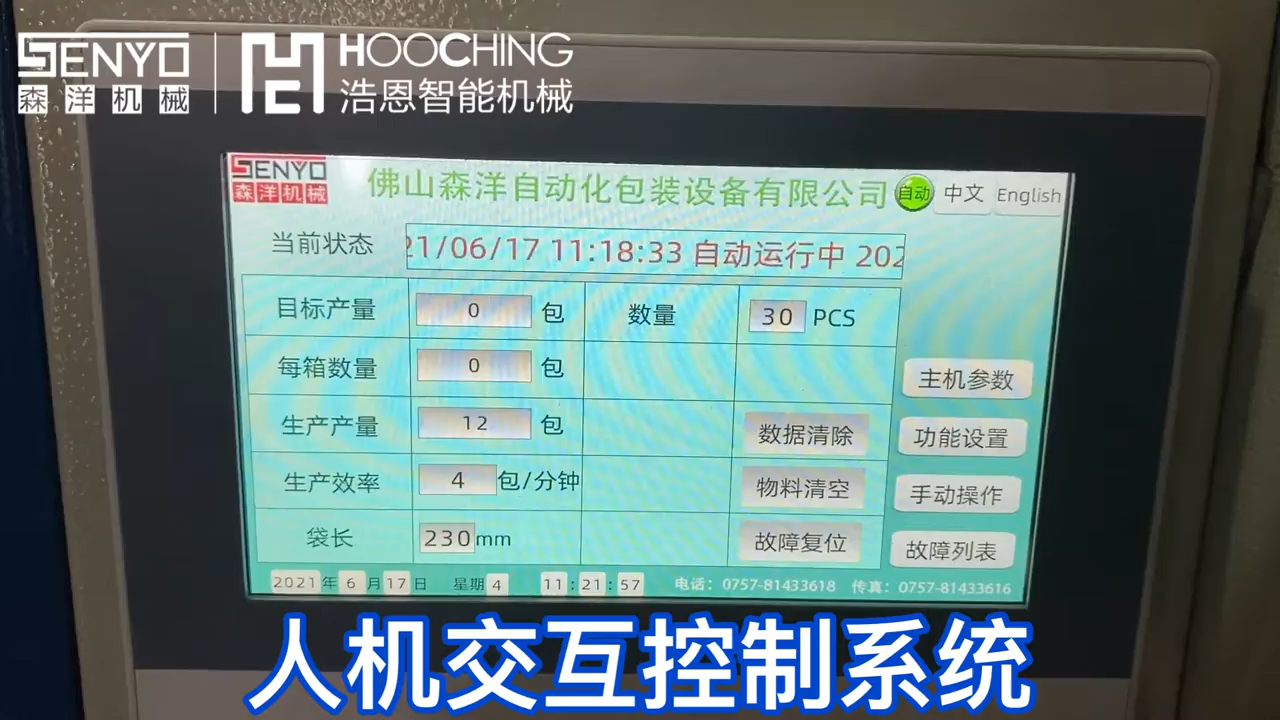 SENYO HOOCHING
森洋机械 浩恩智能机械
SENYO 佛山森洋自动化包装设备有限公司 自动 中文 English
森洋机械
当前状态 21/06/17 11:18:33 自动运行中 202
目标产量 0 包 数量 30 PCS
每箱数量 0 包 主机参数
生产产量 12 包 数据清除 功能设置
生产效率 4 包/分钟 物料清空 手动操作
袋长 230 mm 故障复位 故障列表
2021年6月17日 星期4 11:21:57 电话：0757-81433618 传真：0757-81433616
人机交互控制系统